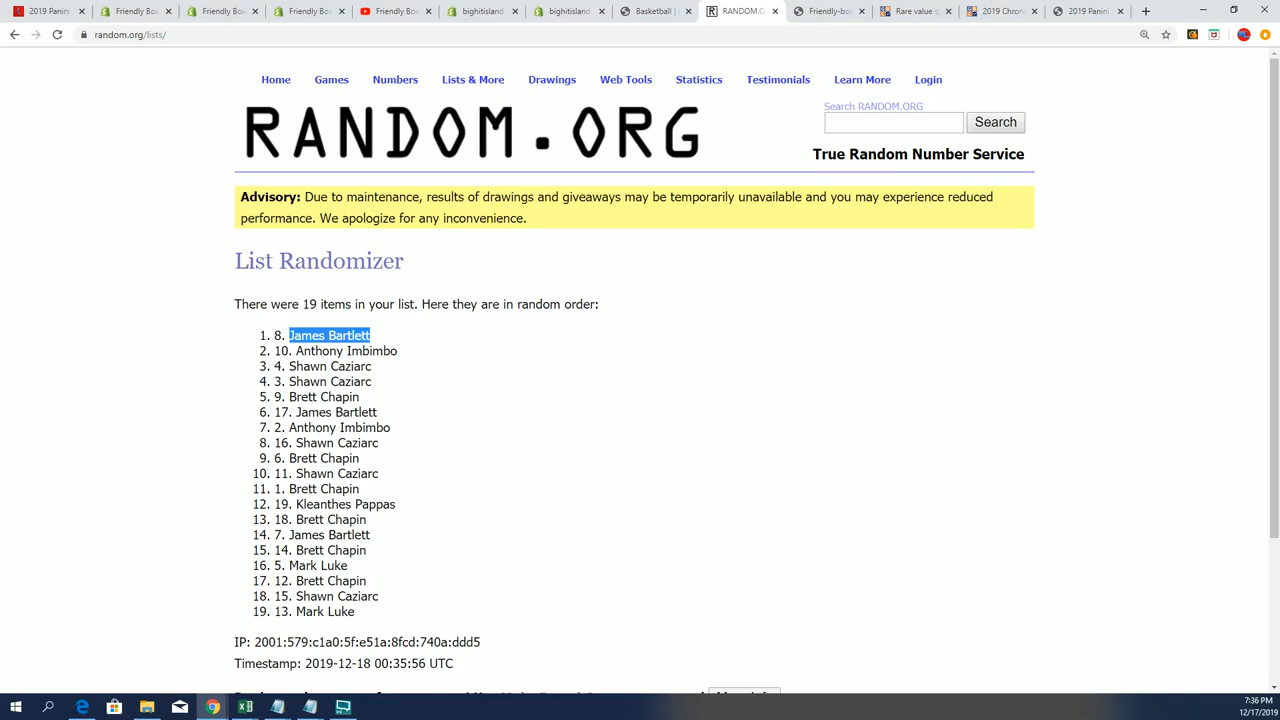 2019 Panini
Friendly Box
Friendly Box
Friendly Box
Friendly Box
bighitisland
bighitisland
Basketball |
RANDOM.O
Friendly-box
Rare value s
2019 Chron
2019 Panini
random.org/lists/
Home Games Numbers Lists & More Drawings Web Tools Statistics Testimonials Learn More Login
RANDOM.ORG
Search RANDOM.ORG
Search
True Random Number Service
Advisory: Due to maintenance, results of drawings and giveaways may be temporarily unavailable and you may experience reduced
performance. We apologize for any inconvenience.
List Randomizer
There were 19 items in your list. Here they are in random order:
1. 8. James Bartlett
2. 10. Anthony Imbimbo
3. 4. Shawn Caziarc
4. 3. Shawn Caziarc
5. 9. Brett Chapin
6. 17. James Bartlett
7. 2. Anthony Imbimbo
8. 16. Shawn Caziarc
9. 6. Brett Chapin
10. 11. Shawn Caziarc
11. 1. Brett Chapin
12. 19. Kleanthes Pappas
13. 18. Brett Chapin
14. 7. James Bartlett
15. 14. Brett Chapin
16. 5. Mark Luke
17. 12. Brett Chapin
18. 15. Shawn Caziarc
19. 13. Mark Luke
IP: 2001:579:c1a0:5f:e51a:8fcd:740a:ddd5
Timestamp: 2019-12-18 00:35:56 UTC
7:36 PM
12/17/2019